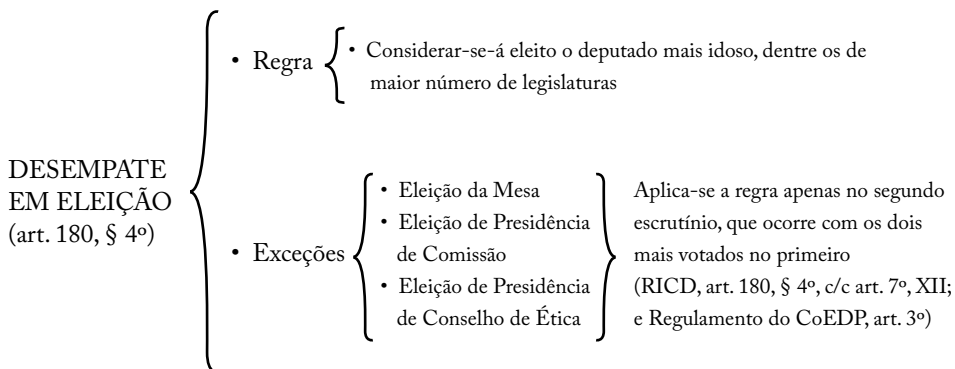 DESEMPATE
EM ELEIÇÃO
(art. 180, § 4º)
• Regra
• Considerar-se-á eleito o deputado mais idoso, dentre os de
maior número de legislaturas
• Exceções
• Eleição da Mesa
• Eleição de Presidência
de Comissão
• Eleição de Presidência
de Conselho de Ética
Aplica-se a regra apenas no segundo
escrutínio, que ocorre com os dois
mais votados no primeiro
(RICD, art. 180, § 4º, c/c art. 7º, XII;
e Regulamento do CoEDP, art. 3º)